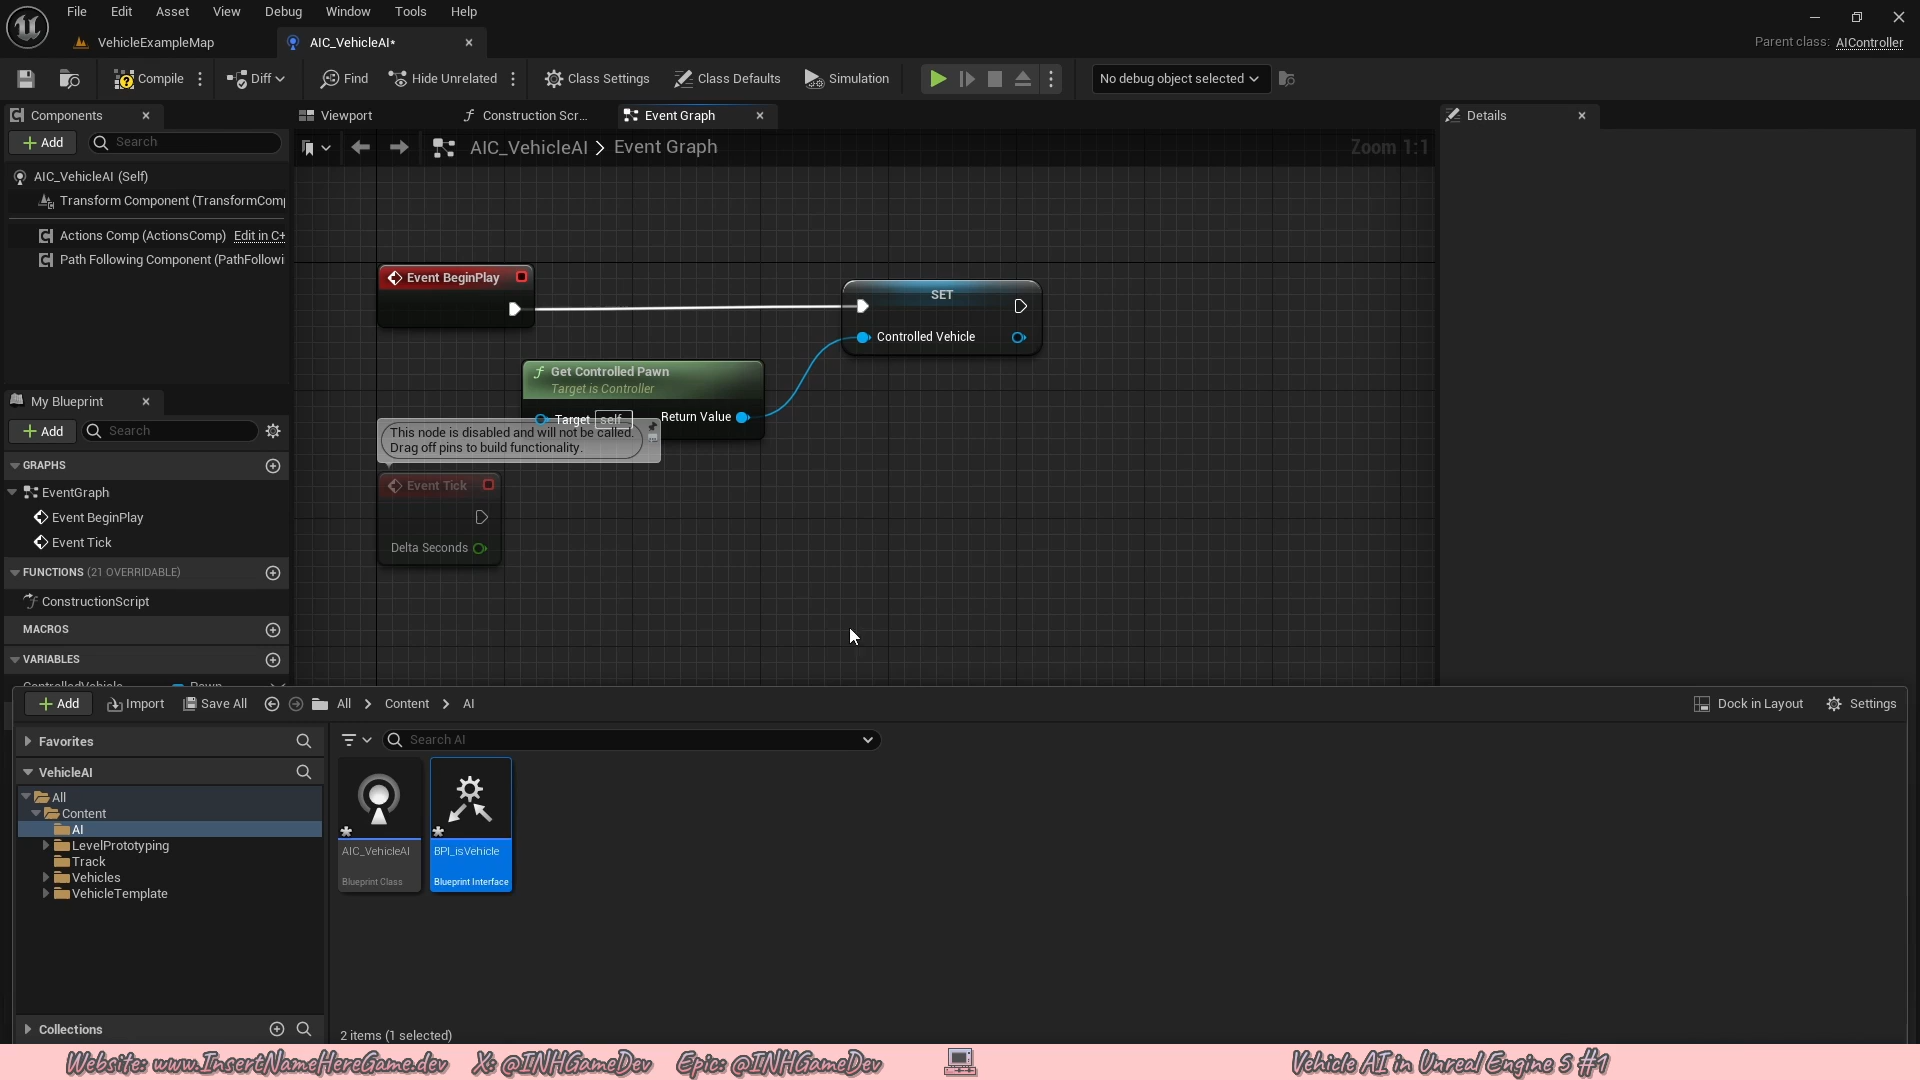 File Edit Asset View Debug Window Tools Help
VehicleExampleMap
AIC_VehicleAI*
Parent class: AIController
Compile
Diff
Find
Hide Unrelated
Class Settings
Class Defaults
Simulation
No debug object selected
Components
Add
Search
AIC_VehicleAI (Self)
Transform Component (TransformComp
Actions Comp (ActionsComp) Edit in C+
Path Following Component (PathFollowi
Viewport
Construction Scr...
Event Graph
AIC_VehicleAI > Event Graph
Zoom 1:1
Event BeginPlay
SET
Controlled Vehicle
Get Controlled Pawn
Target is Controller
Target self
Return Value
This node is disabled and will not be called.
Drag off pins to build functionality.
Event Tick
Delta Seconds
Details
My Blueprint
Add
Search
GRAPHS
EventGraph
Event BeginPlay
Event Tick
FUNCTIONS (21 OVERRIDABLE)
ConstructionScript
MACROS
VARIABLES
ControlledVehicle Pawn
Add
Import
Save All
All > Content > AI
Dock in Layout
Settings
Favorites
VehicleAI
All
Content
AI
LevelPrototyping
Track
Vehicles
VehicleTemplate
Collections
Search AI
AIC_VehicleAI
Blueprint Class
BPI_isVehicle
Blueprint Interface
2 items (1 selected)
Website: www.InsertNameHereGame.dev X: @INHGameDev Epic: @INHGameDev
Vehicle AI in Unreal Engine 5 #1